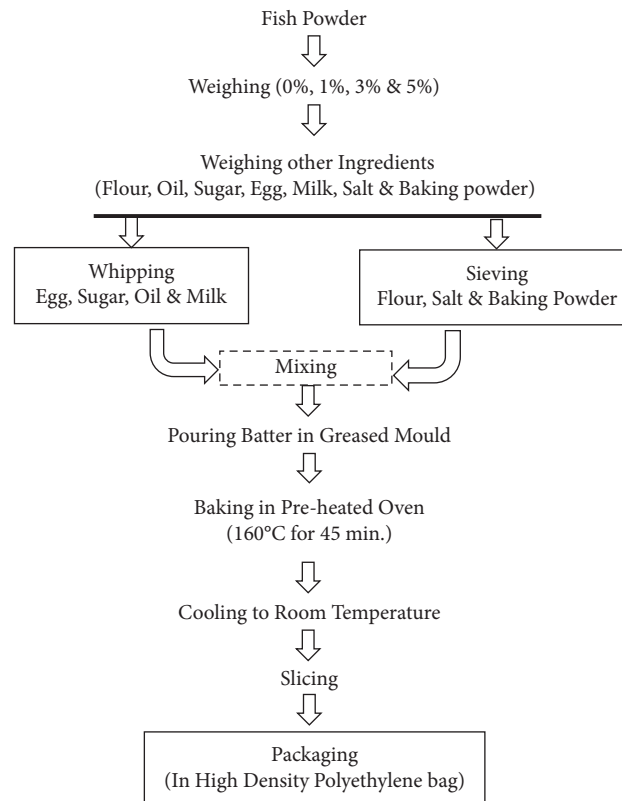 Fish Powder
Weighing (0%, 1%, 3% & 5%)
Weighing other Ingredients
(Flour, Oil, Sugar, Egg, Milk, Salt & Baking powder)
Whipping
Egg, Sugar, Oil & Milk
Sieving
Flour, Salt & Baking Powder
Mixing
Pouring Batter in Greased Mould
Baking in Pre-heated Oven
(160°C for 45 min.)
Cooling to Room Temperature
Slicing
Packaging
(In High Density Polyethylene bag)